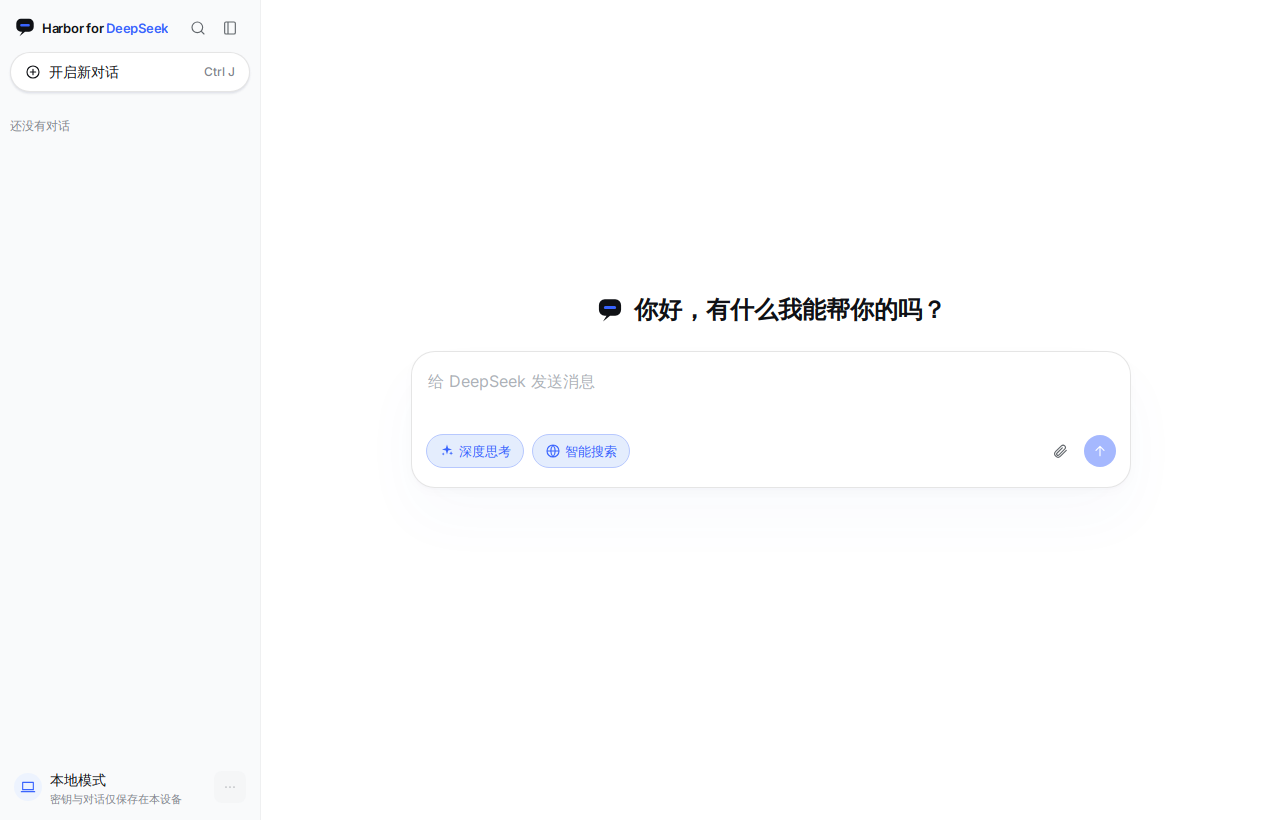 Harbor for DeepSeek
开启新对话 Ctrl J
还没有对话
你好，有什么我能帮你的吗？
给 DeepSeek 发送消息
深度思考 智能搜索
本地模式
密钥与对话仅保存在本设备